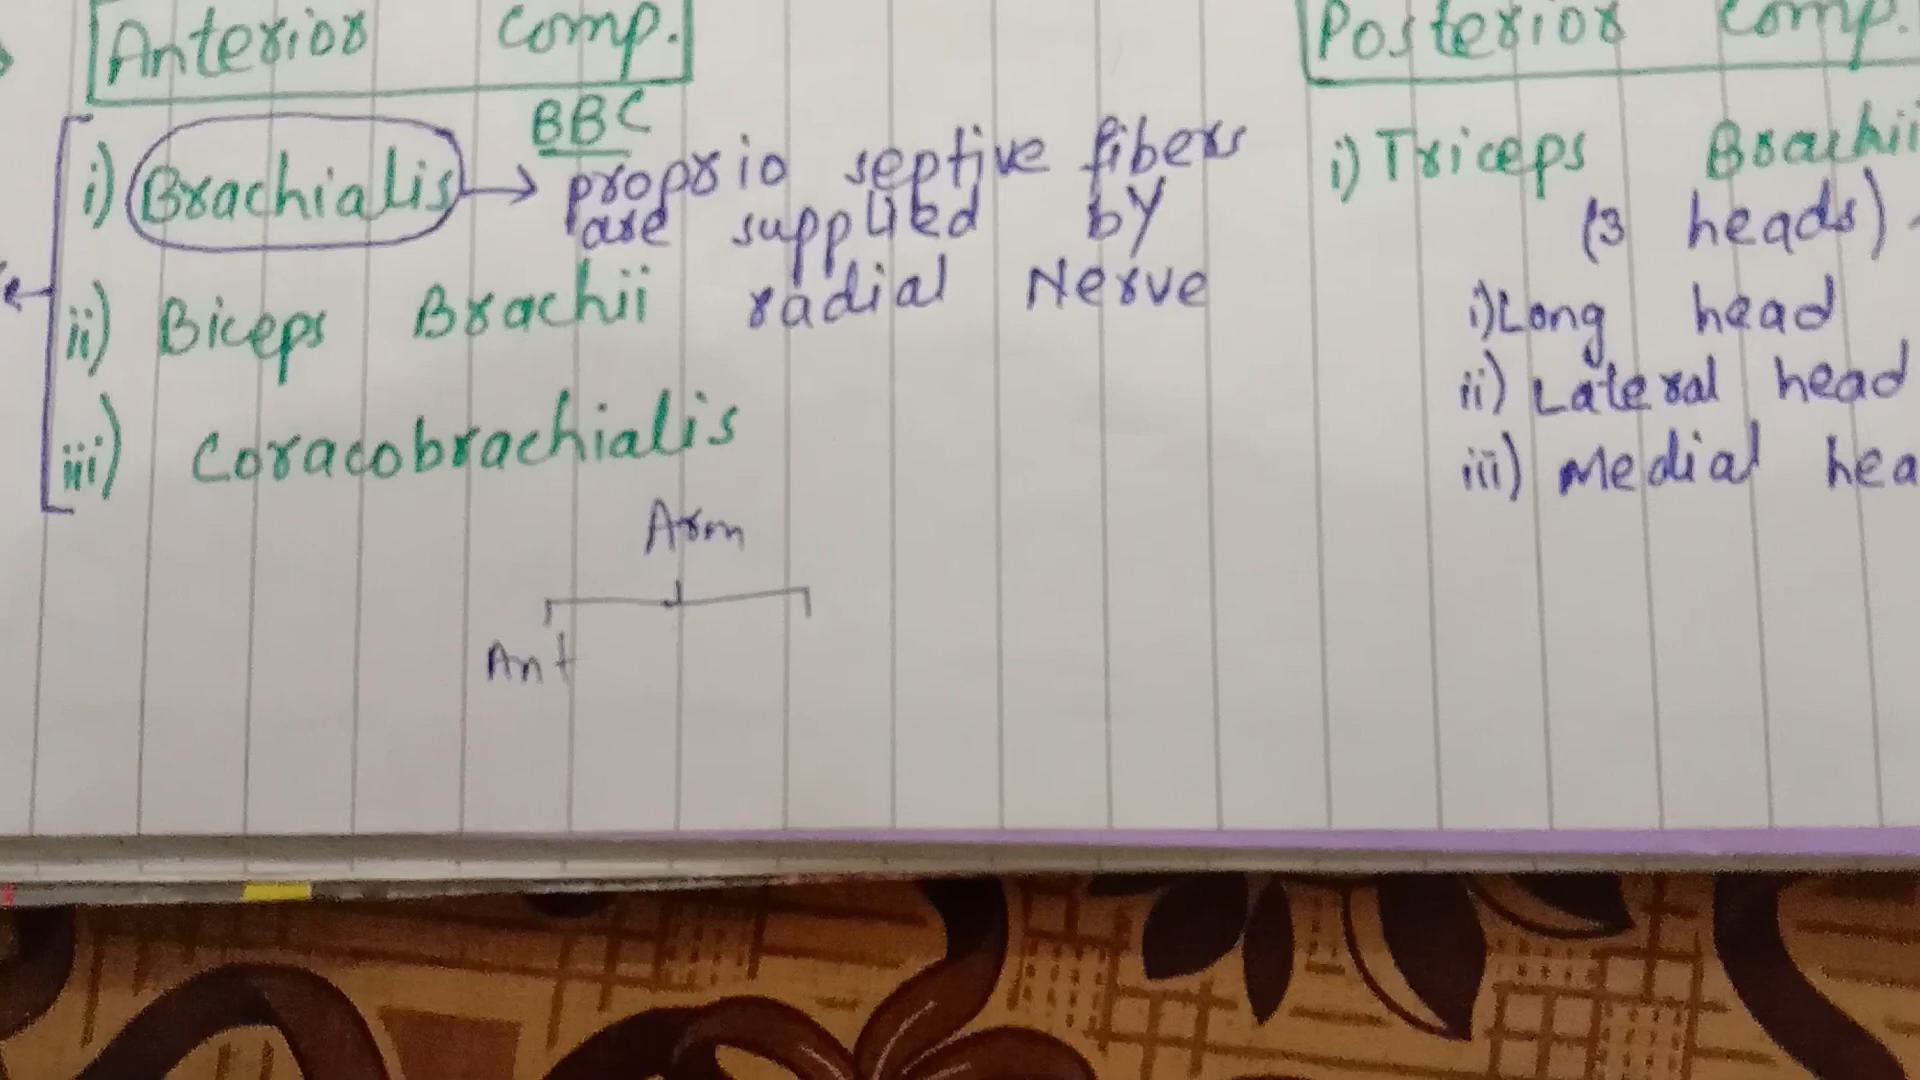 Anterior Comp.
BBC
i) Brachialis → proprio septive fibers
are supplied by
radial Nerve
ii) Biceps Brachii
iii) Coracobrachialis
Arm
Ant
Posterior Comp.
i) Triceps Brachii
(3 heads)
i) Long head
ii) Lateral head
iii) Medial hea